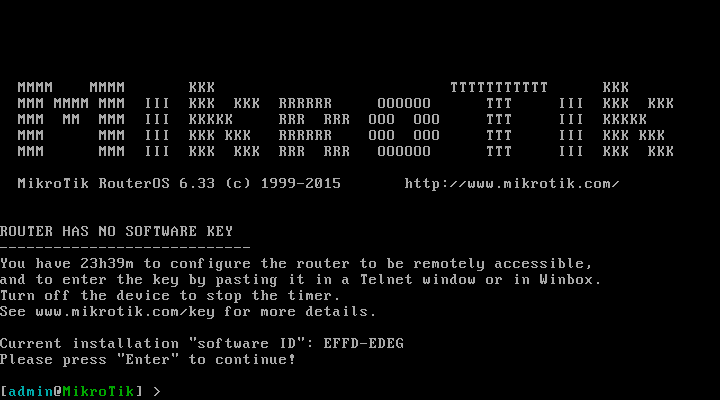 MMMM    MMMM       KKK                          TTTTTTTTTTT      KKK
MMM MMMM MMM  III  KKK  KKK  RRRRRR     OOOOOO      TTT     III  KKK  KKK
MMM  MM  MMM  III  KKKKK     RRR  RRR  OOO  OOO     TTT     III  KKKKK
MMM      MMM  III  KKK KKK   RRRRRR    OOO  OOO     TTT     III  KKK KKK
MMM      MMM  III  KKK  KKK  RRR  RRR   OOOOOO      TTT     III  KKK  KKK
MikroTik RouterOS 6.33 (c) 1999-2015       http://www.mikrotik.com/
ROUTER HAS NO SOFTWARE KEY
----------------------------
You have 23h39m to configure the router to be remotely accessible,
and to enter the key by pasting it in a Telnet window or in Winbox.
Turn off the device to stop the timer.
See www.mikrotik.com/key for more details.
Current installation "software ID": EFFD-EDEG
Please press "Enter" to continue!
[admin@MikroTik] >